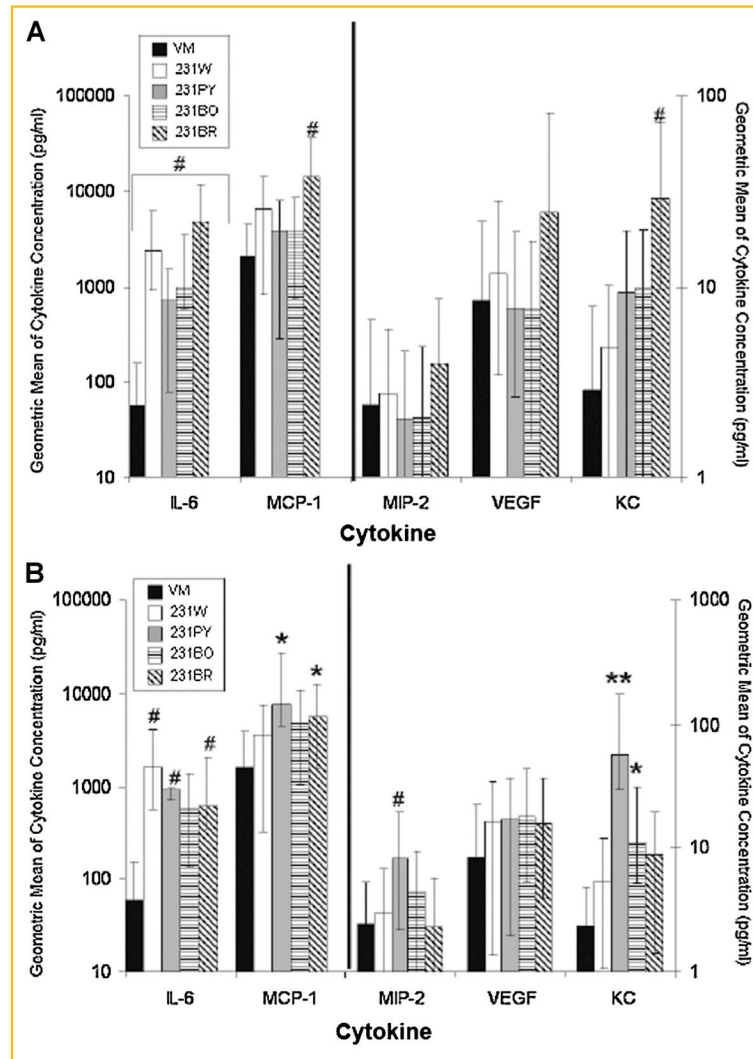 A
VM
231W
231PY
231BO
231BR
Geometric Mean of Cytokine Concentration (pg/ml)
100000
10000
1000
100
10
#
#
#
100
10
1
Geometric Mean of Cytokine Concentration (pg/ml)
IL-6 MCP-1 MIP-2 VEGF KC
Cytokine
B
VM
231W
231PY
231BO
231BR
Geometric Mean of Cytokine Concentration (pg/ml)
100000
10000
1000
100
10
#
#
#
*
*
#
**
*
1000
100
10
1
Geometric Mean of Cytokine Concentration (pg/ml)
IL-6 MCP-1 MIP-2 VEGF KC
Cytokine